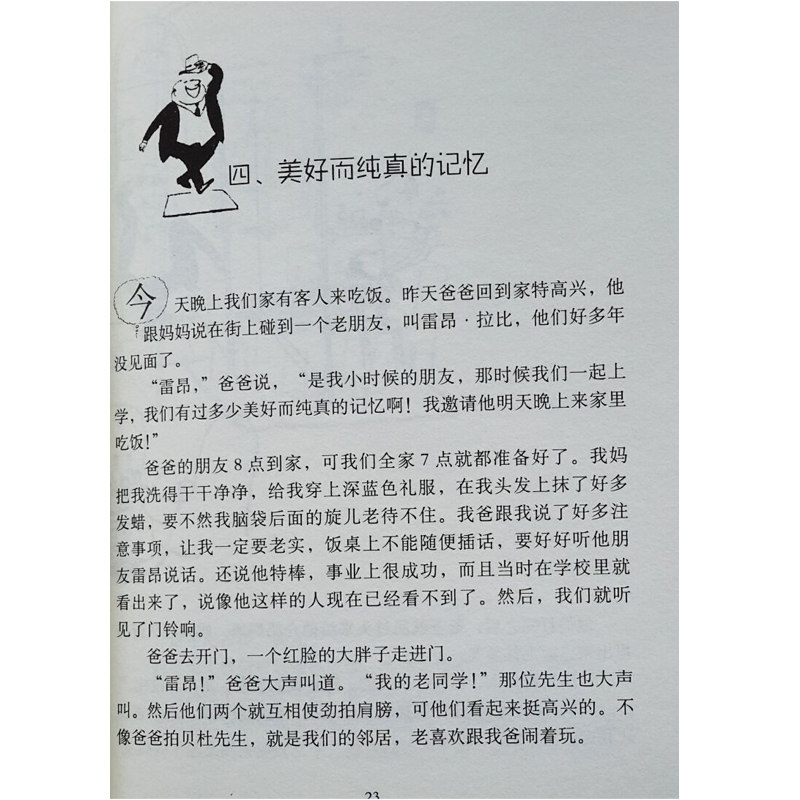 四、美好而纯真的记忆
今天晚上我们家有客人来吃饭。昨天爸爸回到家特高兴，他
跟妈妈说在街上碰到一个老朋友，叫雷昂·拉比，他们好多年
没见面了。
“雷昂，”爸爸说，“是我小时候的朋友，那时候我们一起上
学，我们有过多少美好而纯真的记忆啊！我邀请他明天晚上来家里
吃饭！”
爸爸的朋友8点到家，可我们全家7点就都准备好了。我妈
把我洗得干干净净，给我穿上深蓝色礼服，在我头发上抹了好多
发蜡，要不然我脑袋后面的旋儿老待不住。我爸跟我说了好多注
意事项，让我一定要老实，饭桌上不能随便插话，要好好听他朋
友雷昂说话。还说他特棒，事业上很成功，而且当时在学校里就
看出来了，说像他这样的人现在已经看不到了。然后，我们就听
见了门铃响。
爸爸去开门，一个红脸的大胖子走进门。
“雷昂！”爸爸大声叫道。“我的老同学！”那位先生也大声
叫。然后他们两个就互相使劲拍肩膀，可他们看起来挺高兴的。不
像爸爸拍贝杜先生，就是我们的邻居，老喜欢跟我爸闹着玩。
23